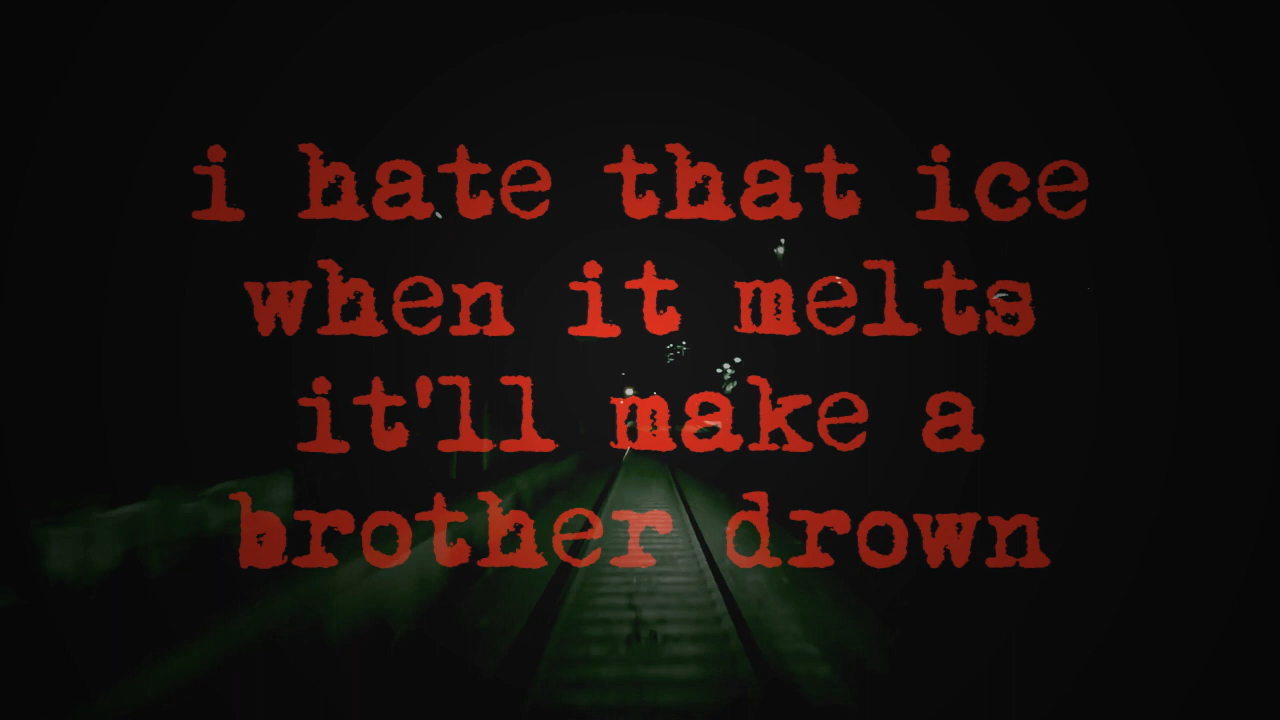 i hate that ice
when it melts
it'll make a
brother drown